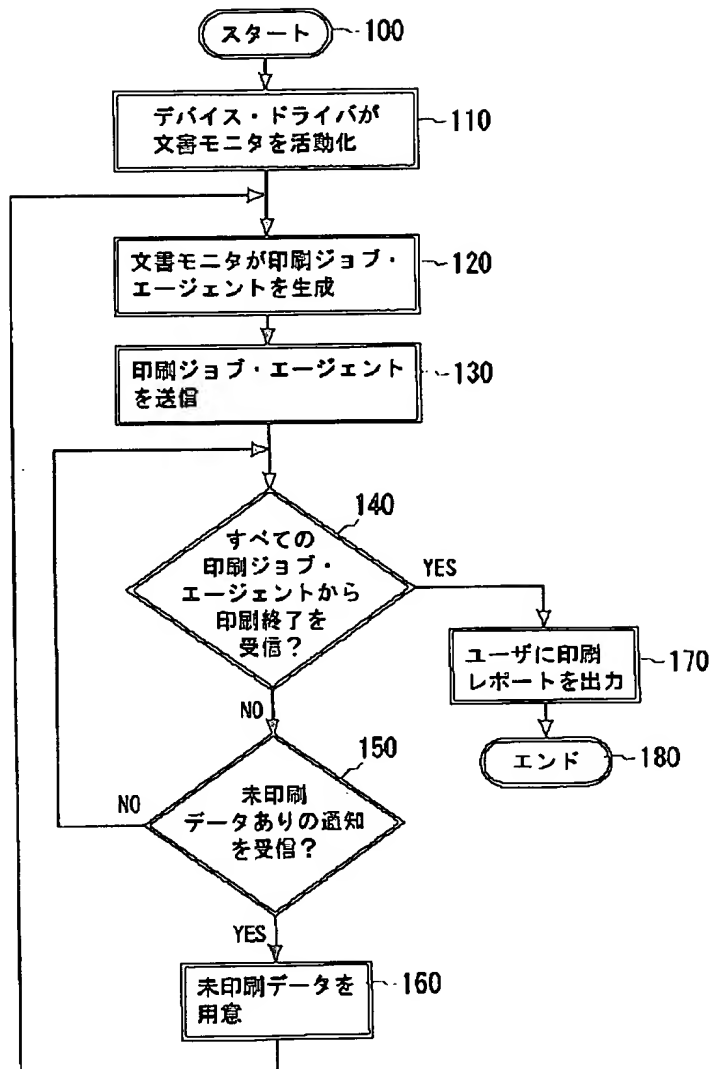 スタート
100
デバイス・ドライバが
文書モニタを活動化
110
文書モニタが印刷ジョブ・
エージェントを生成
120
印刷ジョブ・エージェント
を送信
130
140
すべての
印刷ジョブ・
エージェントから
印刷終了を
受信?
YES
ユーザに印刷
レポートを出力
170
NO
エンド
180
150
未印刷
データありの通知
を受信?
NO
YES
未印刷データを
用意
160